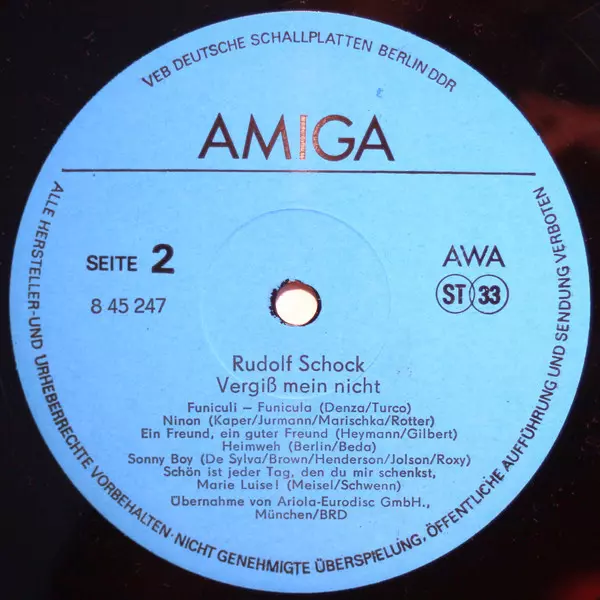 VEB DEUTSCHE SCHALLPLATTEN BERLIN DDR
AMIGA
SEITE 2
8 45 247
AWA
ST 33
Rudolf Schock
Vergiß mein nicht
Funiculi – Funicula (Denza/Turco)
Ninon (Kaper/Jurmann/Marischka/Rotter)
Ein Freund, ein guter Freund (Heymann/Gilbert)
Heimweh (Berlin/Beda)
Sonny Boy (De Sylva/Brown/Henderson/Jolson/Roxy)
Schön ist jeder Tag, den du mir schenkst,
Marie Luise! (Meisel/Schwenn)
Übernahme von Ariola-Eurodisc GmbH.,
München/BRD
ALLE HERSTELLER-UND URHEBERRECHTE VORBEHALTEN·NICHT GENEHMIGTE ÜBERSPIELUNG, ÖFFENTLICHE AUFFÜHRUNG UND SENDUNG VERBOTEN